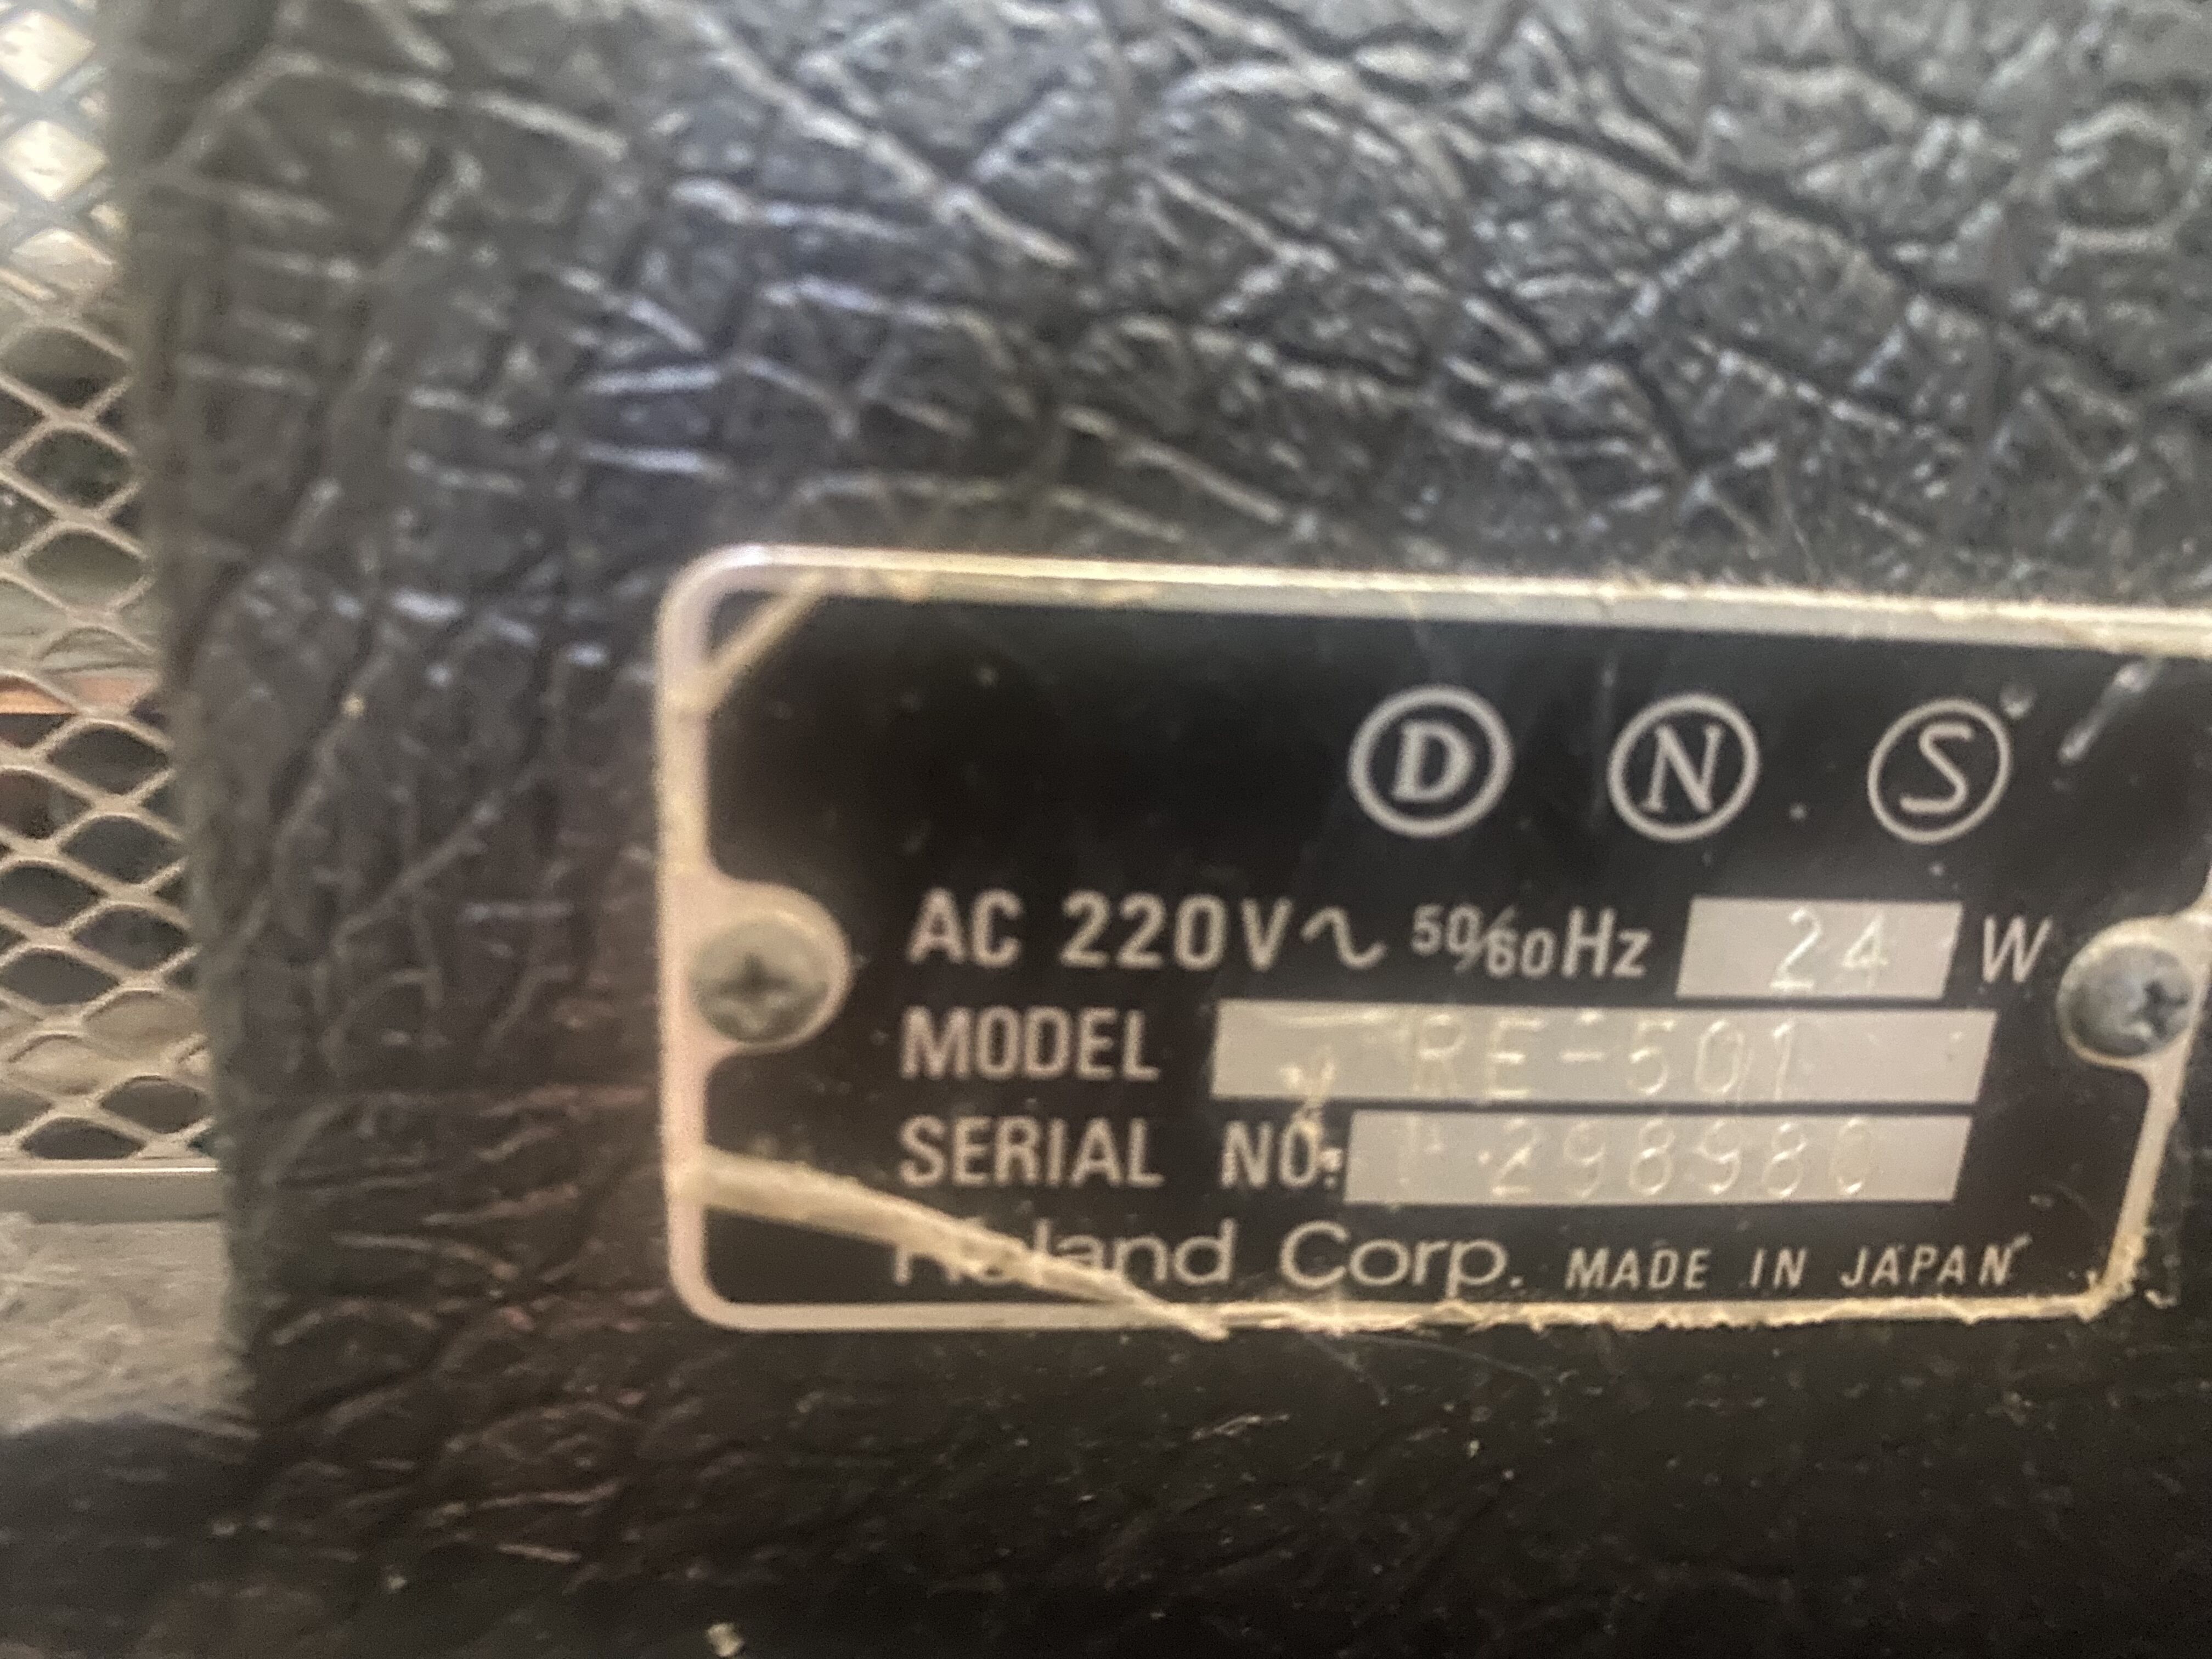 D N S
AC 220V~ 50/60Hz 24 W
MODEL RE-501
SERIAL NO: 298980
Roland Corp. MADE IN JAPAN